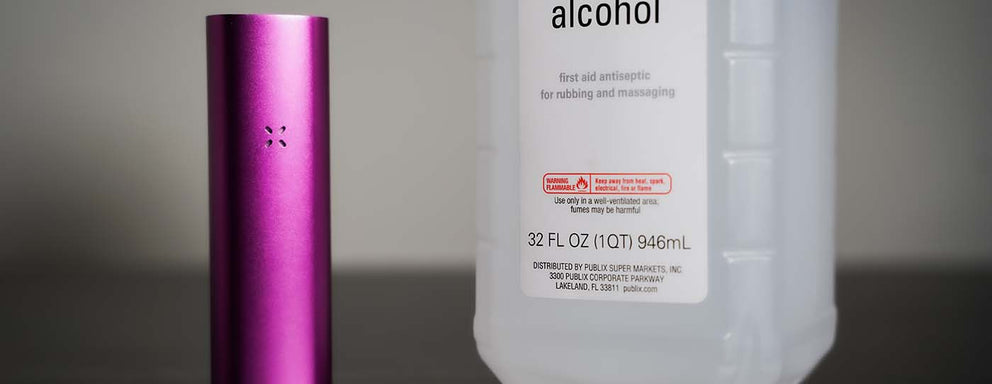 alcohol
first aid antiseptic
for rubbing and massaging
WARNING
FLAMMABLE
Keep away from heat, spark,
electrical, fire or flame
Use only in a well-ventilated area;
fumes may be harmful
32 FL OZ (1QT) 946mL
DISTRIBUTED BY PUBLIX SUPER MARKETS, INC.
3300 PUBLIX CORPORATE PARKWAY
LAKELAND, FL 33811 publix.com